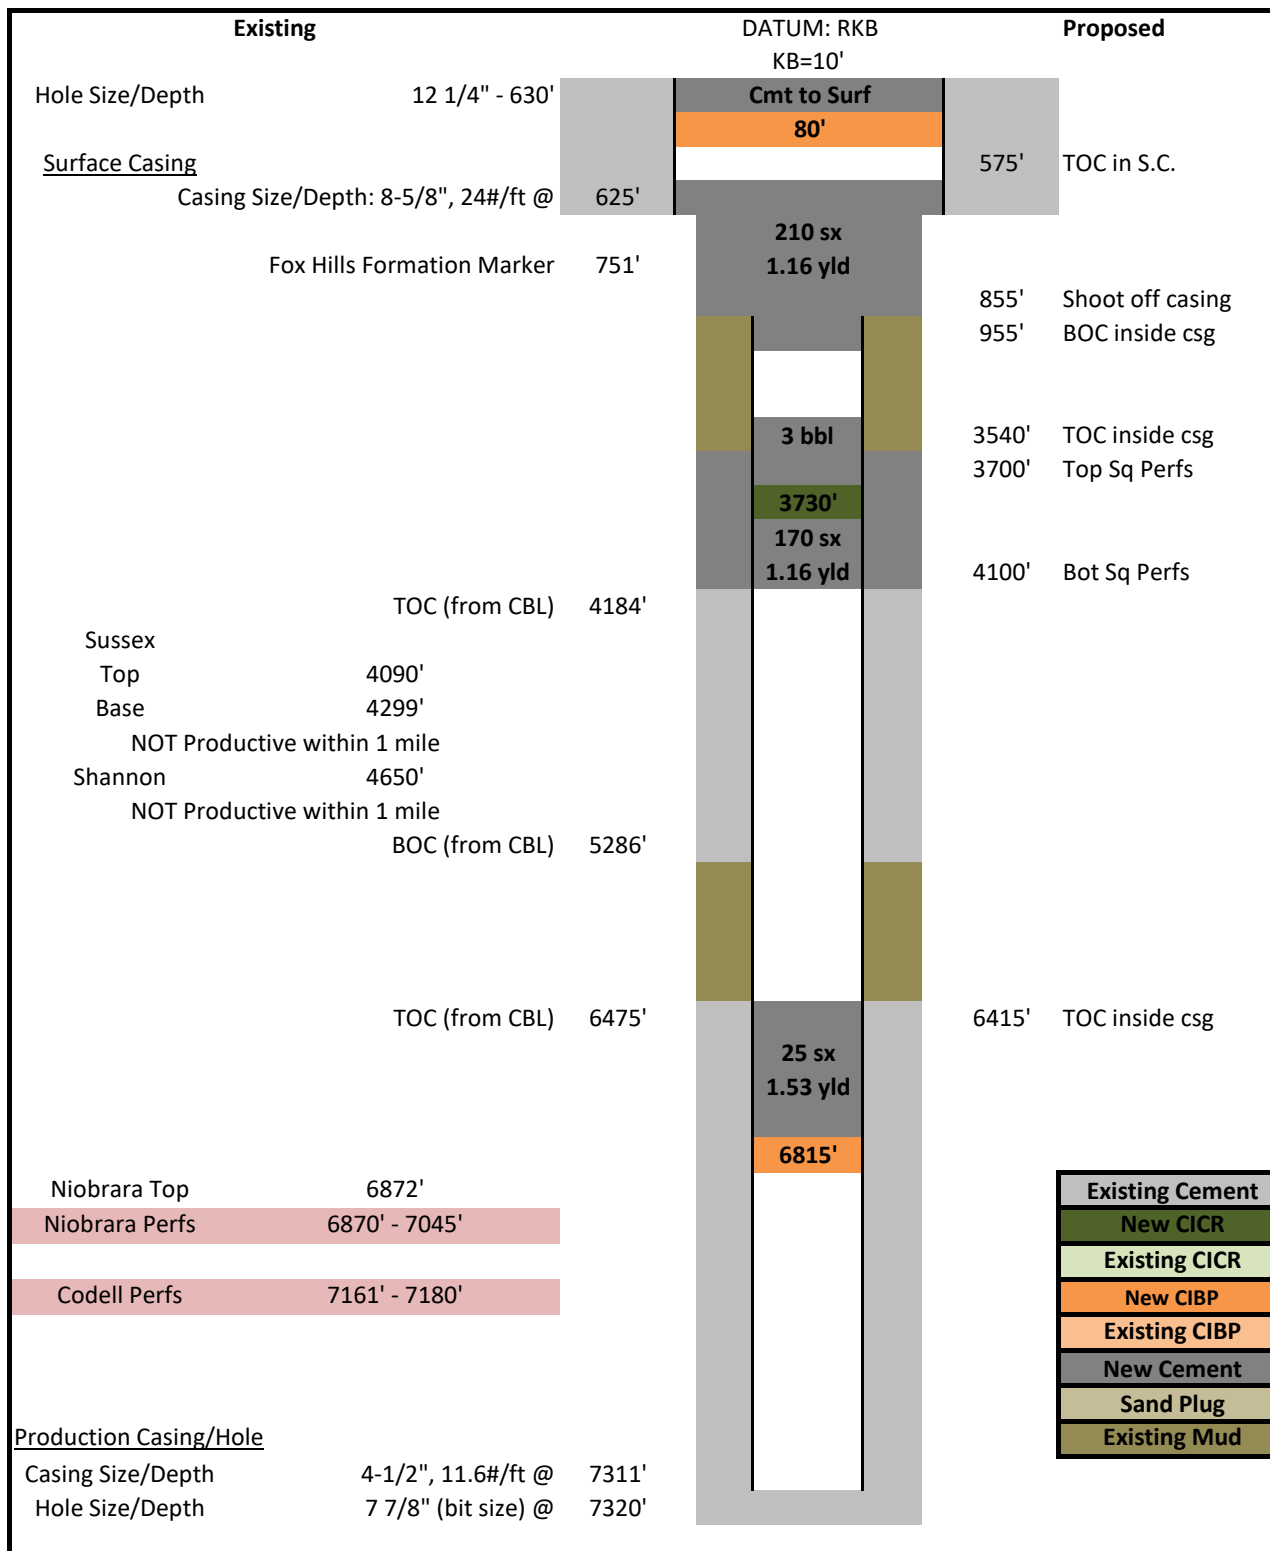 Existing DATUM: RKB Proposed
KB=10'
Hole Size/Depth 12 1/4" - 630' Cmt to Surf
80'
Surface Casing 575' TOC in S.C.
Casing Size/Depth: 8-5/8", 24#/ft @ 625'
210 sx
Fox Hills Formation Marker 751' 1.16 yld
855' Shoot off casing
955' BOC inside csg
3 bbl 3540' TOC inside csg
3700' Top Sq Perfs
3730'
170 sx
1.16 yld 4100' Bot Sq Perfs
TOC (from CBL) 4184'
Sussex
Top 4090'
Base 4299'
NOT Productive within 1 mile
Shannon 4650'
NOT Productive within 1 mile
BOC (from CBL) 5286'
TOC (from CBL) 6475' 6415' TOC inside csg
25 sx
1.53 yld
6815'
Niobrara Top 6872' Existing Cement
Niobrara Perfs 6870' - 7045' New CICR
Existing CICR
Codell Perfs 7161' - 7180' New CIBP
Existing CIBP
New Cement
Sand Plug
Production Casing/Hole Existing Mud
Casing Size/Depth 4-1/2", 11.6#/ft @ 7311'
Hole Size/Depth 7 7/8" (bit size) @ 7320'